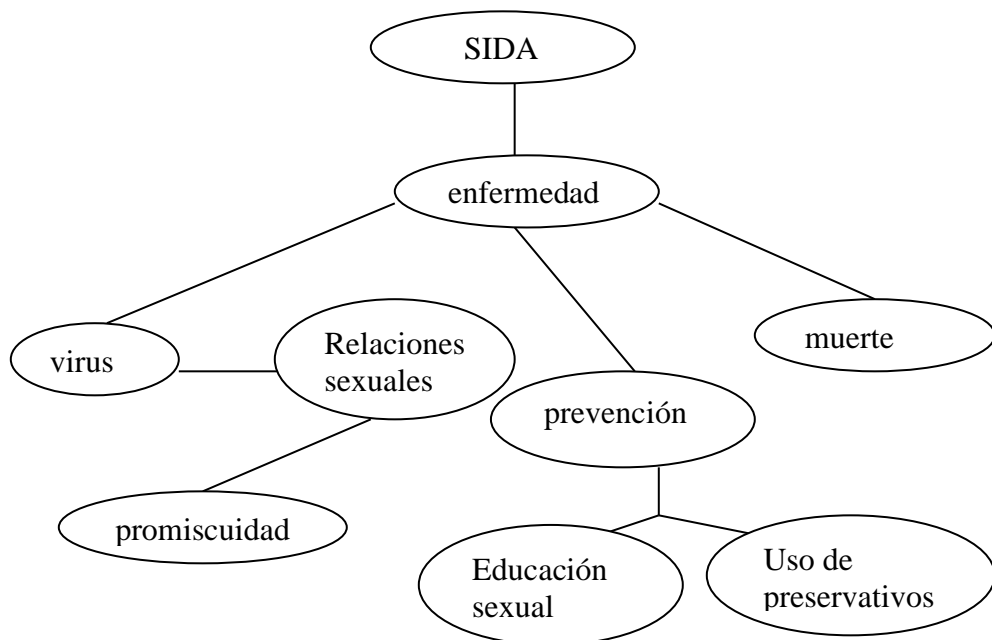 SIDA
enfermedad
virus
Relaciones
sexuales
muerte
prevención
promiscuidad
Educación
sexual
Uso de
preservativos